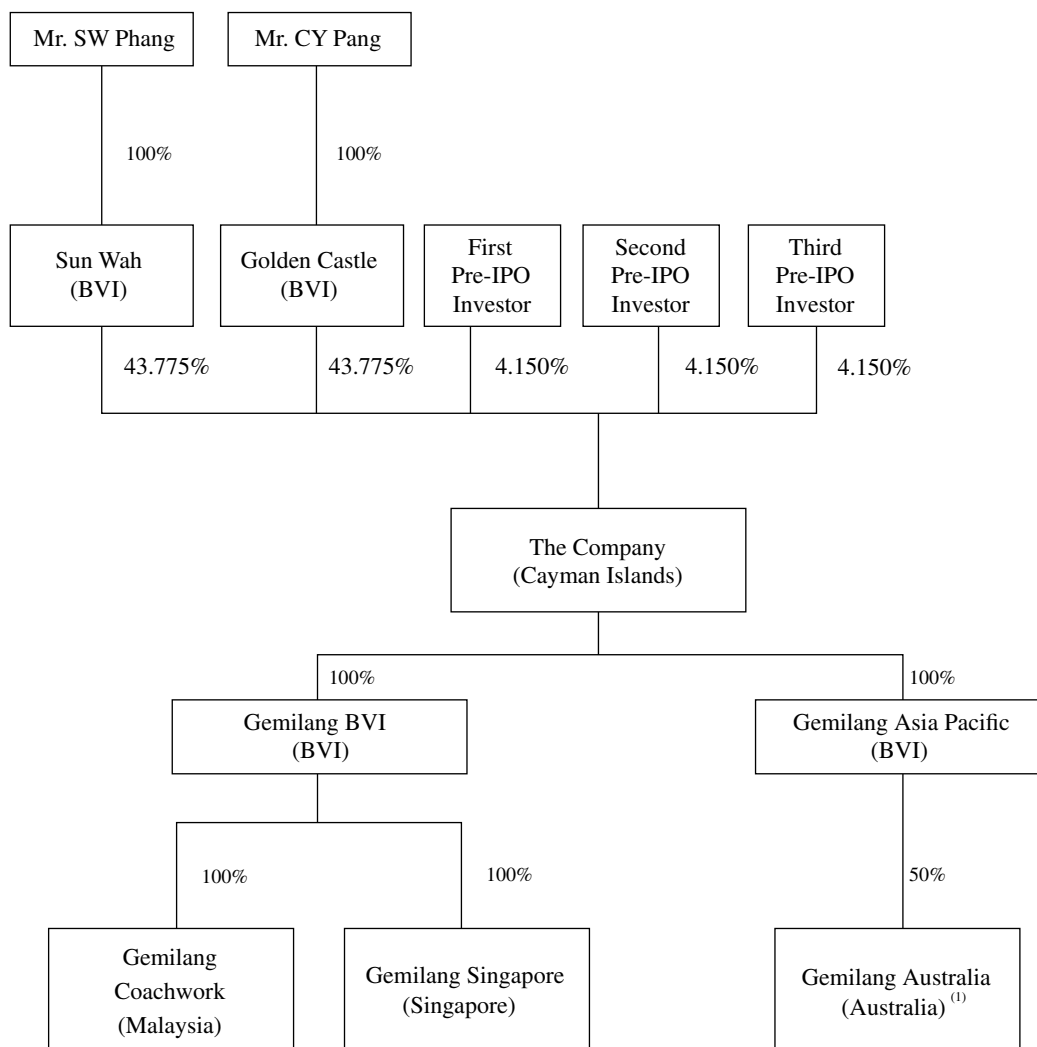 Mr. SW Phang
Mr. CY Pang
100%
100%
Sun Wah
(BVI)
Golden Castle
(BVI)
First
Pre-IPO
Investor
Second
Pre-IPO
Investor
Third
Pre-IPO
Investor
43.775%
43.775%
4.150%
4.150%
4.150%
The Company
(Cayman Islands)
100%
100%
Gemilang BVI
(BVI)
Gemilang Asia Pacific
(BVI)
100%
100%
50%
Gemilang
Coachwork
(Malaysia)
Gemilang Singapore
(Singapore)
Gemilang Australia
(Australia) (1)